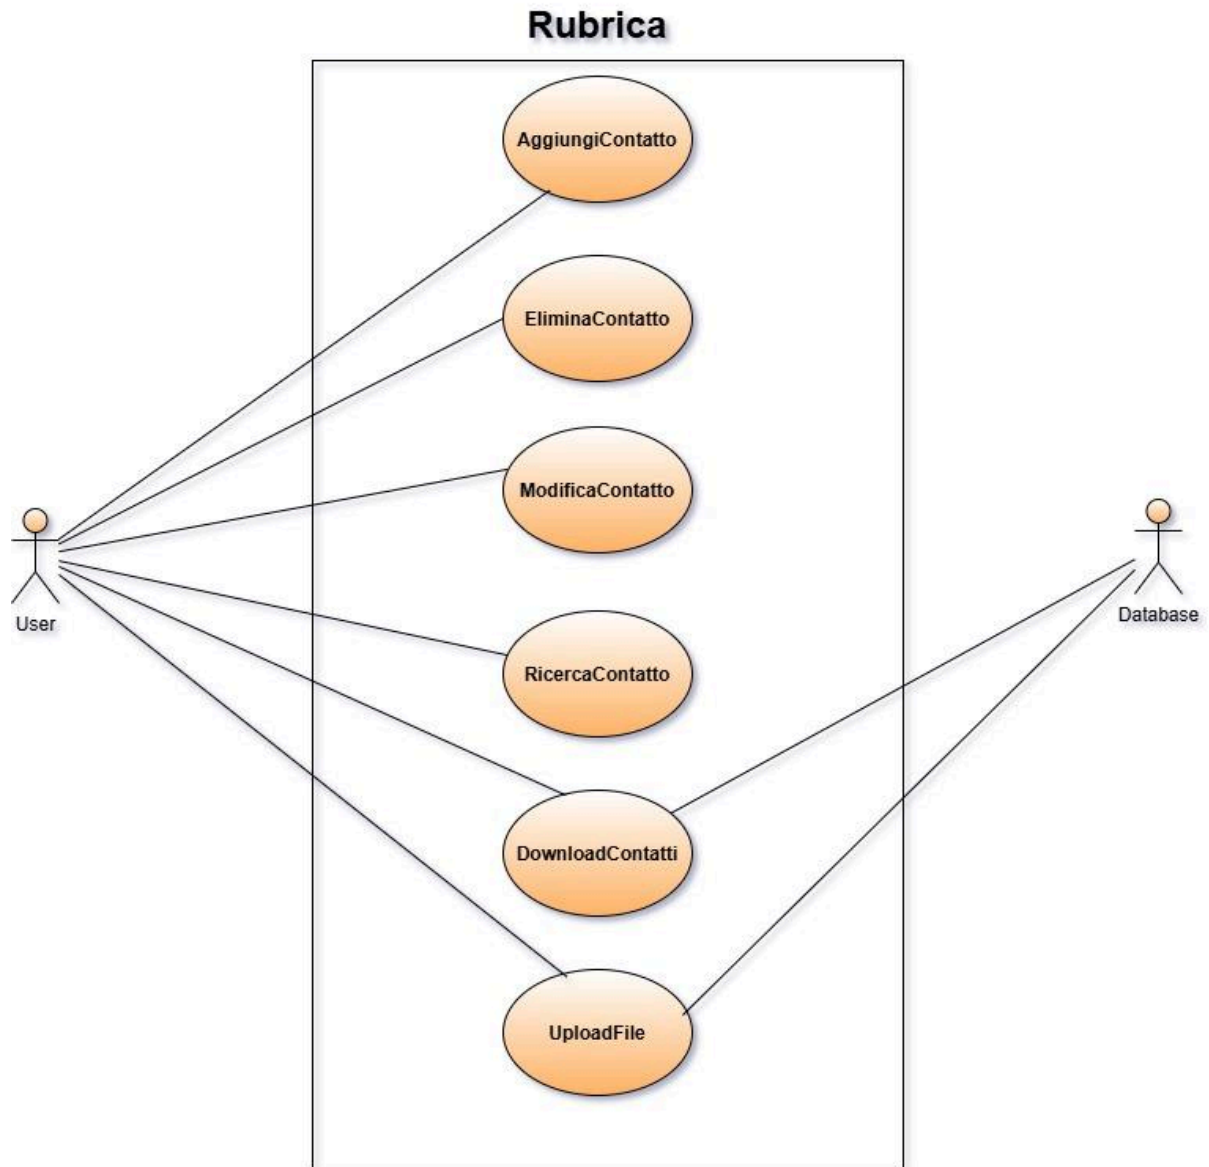 Rubrica
AggiungiContatto
EliminaContatto
ModificaContatto
User
Database
RicercaContatto
DownloadContatti
UploadFile